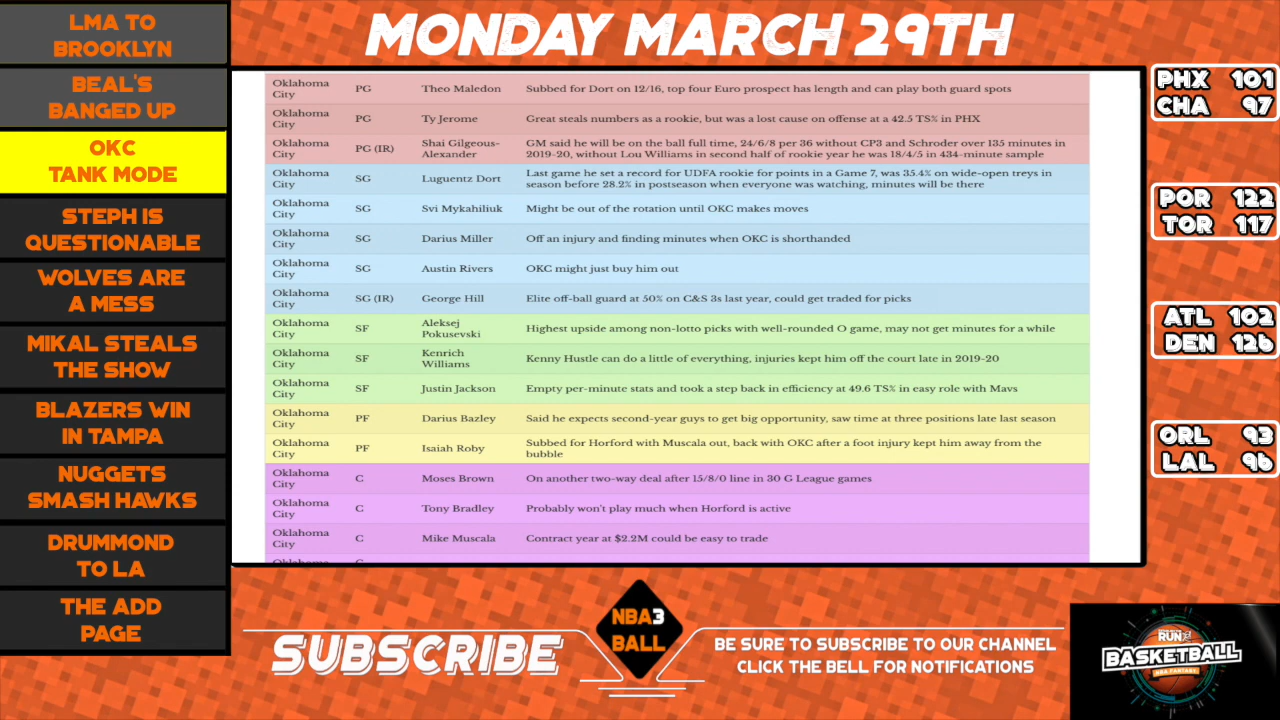 LMA TO
BROOKLYN
BEAL'S
BANGED UP
OKC
TANK MODE
STEPH IS
QUESTIONABLE
WOLVES ARE
A MESS
MIKAL STEALS
THE SHOW
BLAZERS WIN
IN TAMPA
NUGGETS
SMASH HAWKS
DRUMMOND
TO LA
THE ADD
PAGE
MONDAY MARCH 29TH
Oklahoma City PG Theo Maledon Subbed for Dort on 12/16, top four Euro prospect has length and can play both guard spots
Oklahoma City PG Ty Jerome Great steals numbers as a rookie, but was a lost cause on offense at a 42.5 TS% in PHX
Oklahoma City PG (IR) Shai Gilgeous-Alexander GM said he will be on the ball full time, 24/6/8 per 36 without CP3 and Schroder over 135 minutes in
2019-20, without Lou Williams in second half of rookie year he was 18/4/5 in 434-minute sample
Oklahoma City SG Luguentz Dort Last game he set a record for UDFA rookie for points in a Game 7, was 35.4% on wide-open treys in
season before 28.2% in postseason when everyone was watching, minutes will be there
Oklahoma City SG Svi Mykahiliuk Might be out of the rotation until OKC makes moves
Oklahoma City SG Darius Miller Off an injury and finding minutes when OKC is shorthanded
Oklahoma City SG Austin Rivers OKC might just buy him out
Oklahoma City SG (IR) George Hill Elite off-ball guard at 50% on C&S 3s last year, could get traded for picks
Oklahoma City SF Aleksej Pokusevski Highest upside among non-lotto picks with well-rounded O game, may not get minutes for a while
Oklahoma City SF Kenrich Williams Kenny Hustle can do a little of everything, injuries kept him off the court late in 2019-20
Oklahoma City SF Justin Jackson Empty per-minute stats and took a step back in efficiency at 49.6 TS% in easy role with Mavs
Oklahoma City PF Darius Bazley Said he expects second-year guys to get big opportunity, saw time at three positions late last season
Oklahoma City PF Isaiah Roby Subbed for Horford with Muscala out, back with OKC after a foot injury kept him away from the
bubble
Oklahoma City C Moses Brown On another two-way deal after 15/8/0 line in 30 G League games
Oklahoma City C Tony Bradley Probably won't play much when Horford is active
Oklahoma City C Mike Muscala Contract year at $2.2M could be easy to trade
PHX 101
CHA 97
POR 122
TOR 117
ATL 102
DEN 126
ORL 93
LAL 96
SUBSCRIBE
NBA3
BALL
BE SURE TO SUBSCRIBE TO OUR CHANNEL
CLICK THE BELL FOR NOTIFICATIONS
RUN
BASKETBALL
NBA FANTASY